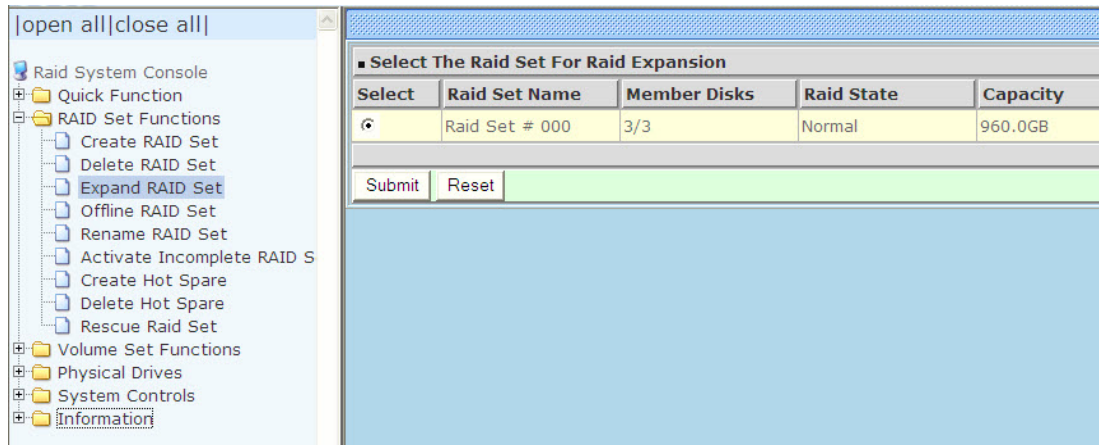 |open all|close all|
Raid System Console
Quick Function
RAID Set Functions
Create RAID Set
Delete RAID Set
Expand RAID Set
Offline RAID Set
Rename RAID Set
Activate Incomplete RAID S
Create Hot Spare
Delete Hot Spare
Rescue Raid Set
Volume Set Functions
Physical Drives
System Controls
Information
Select The Raid Set For Raid Expansion
Select Raid Set Name Member Disks Raid State Capacity
Raid Set # 000 3/3 Normal 960.0GB
Submit Reset